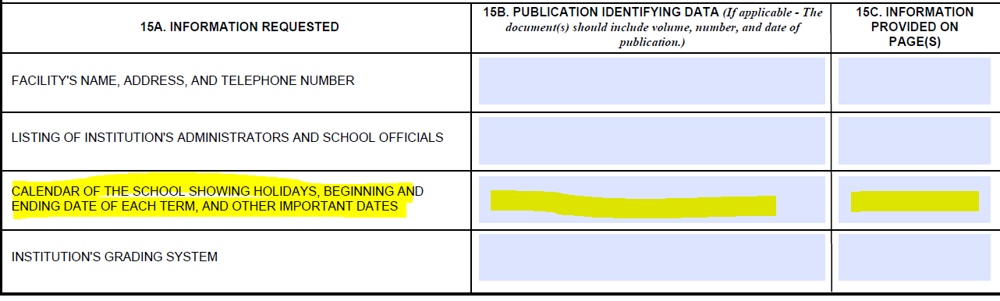 15A. INFORMATION REQUESTED
15B. PUBLICATION IDENTIFYING DATA (If applicable - The
document(s) should include volume, number, and date of
publication.)
15C. INFORMATION
PROVIDED ON
PAGE(S)
FACILITY'S NAME, ADDRESS, AND TELEPHONE NUMBER
LISTING OF INSTITUTION'S ADMINISTRATORS AND SCHOOL OFFICIALS
CALENDAR OF THE SCHOOL SHOWING HOLIDAYS, BEGINNING AND
ENDING DATE OF EACH TERM, AND OTHER IMPORTANT DATES
INSTITUTION'S GRADING SYSTEM